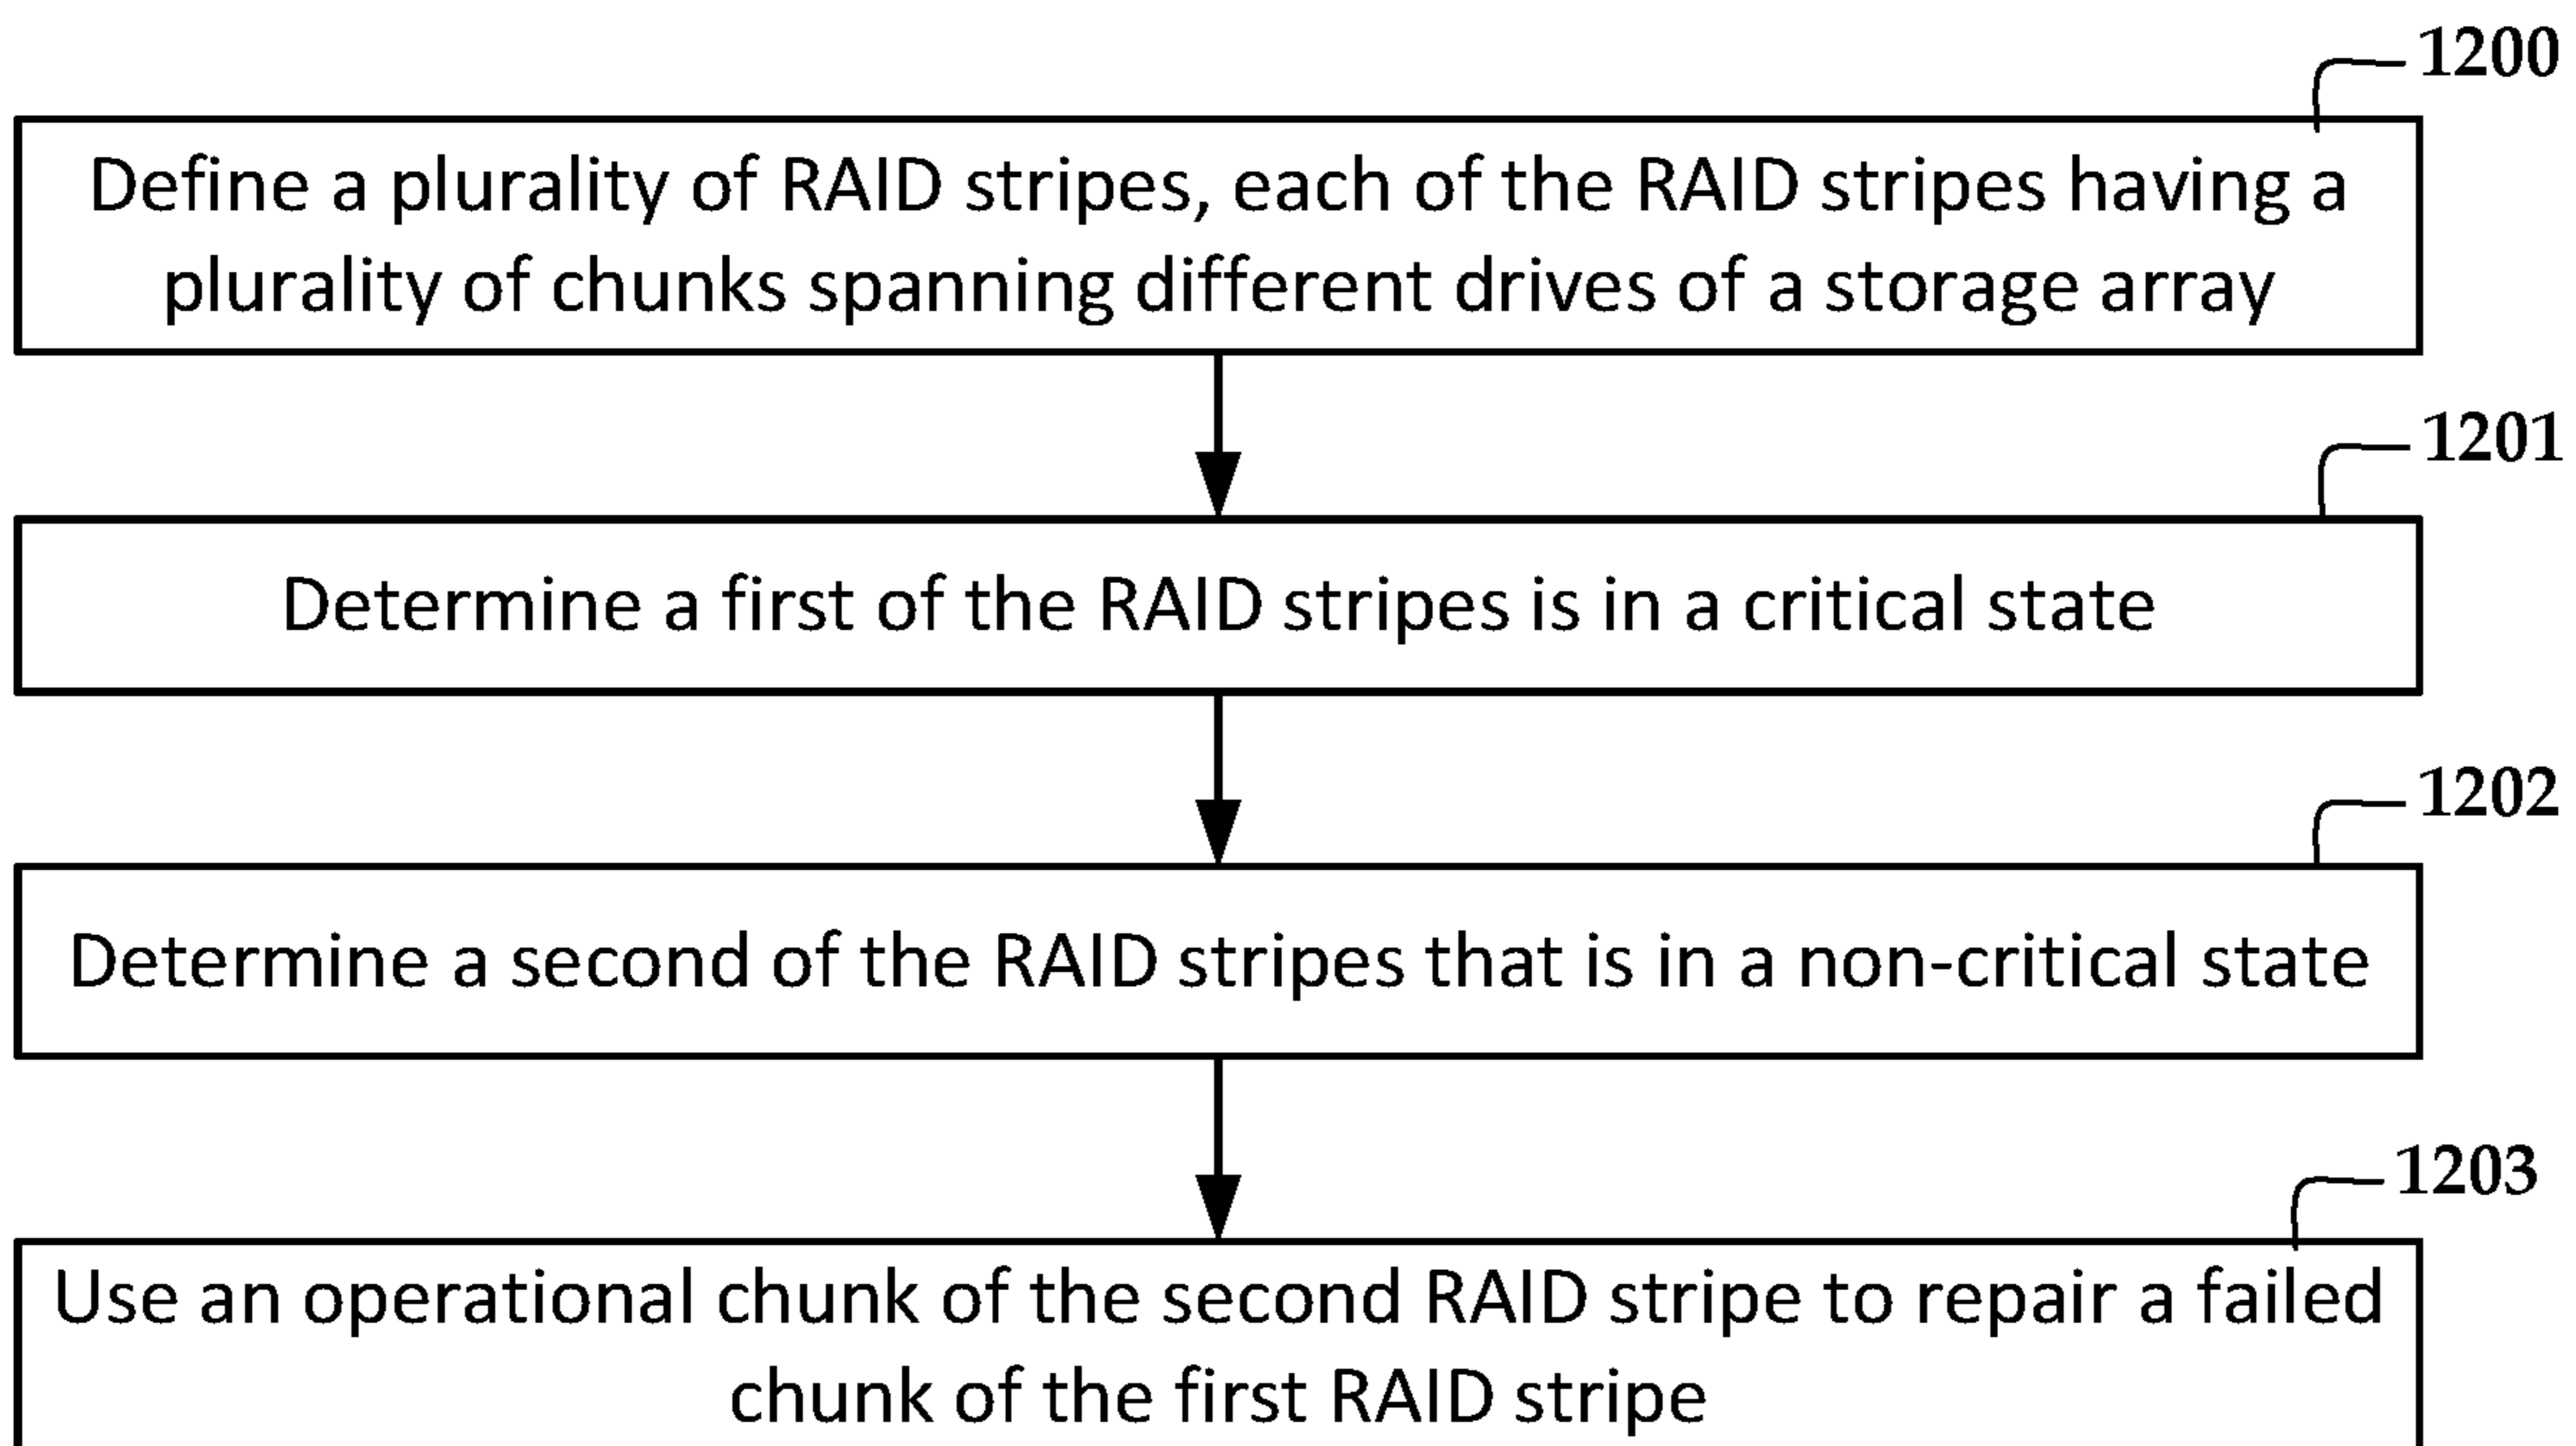 1200
Define a plurality of RAID stripes, each of the RAID stripes having a
plurality of chunks spanning different drives of a storage array
1201
Determine a first of the RAID stripes is in a critical state
1202
Determine a second of the RAID stripes that is in a non-critical state
1203
Use an operational chunk of the second RAID stripe to repair a failed
chunk of the first RAID stripe